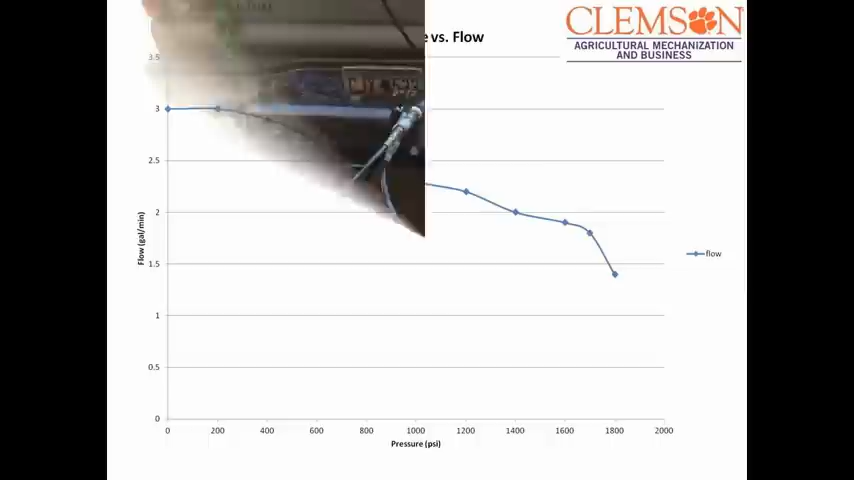 CLEMSON
AGRICULTURAL MECHANIZATION
AND BUSINESS
vs. Flow
3.5
3
2.5
2
1.5
1
0.5
0
Flow (gal/min)
0 200 400 600 800 1000 1200 1400 1600 1800 2000
Pressure (psi)
flow